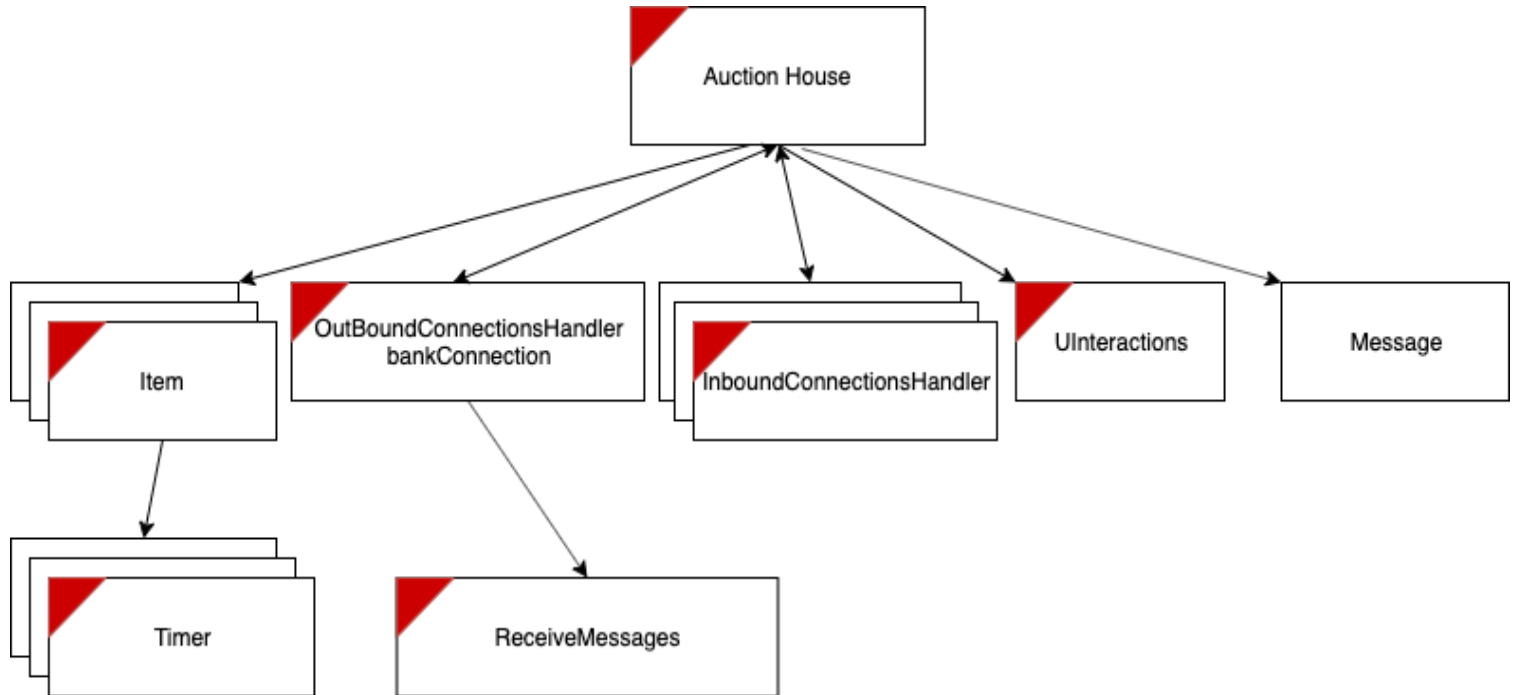 Auction House
OutBoundConnectionsHandler
bankConnection
UInteractions
Message
Item
InboundConnectionsHandler
Timer
ReceiveMessages